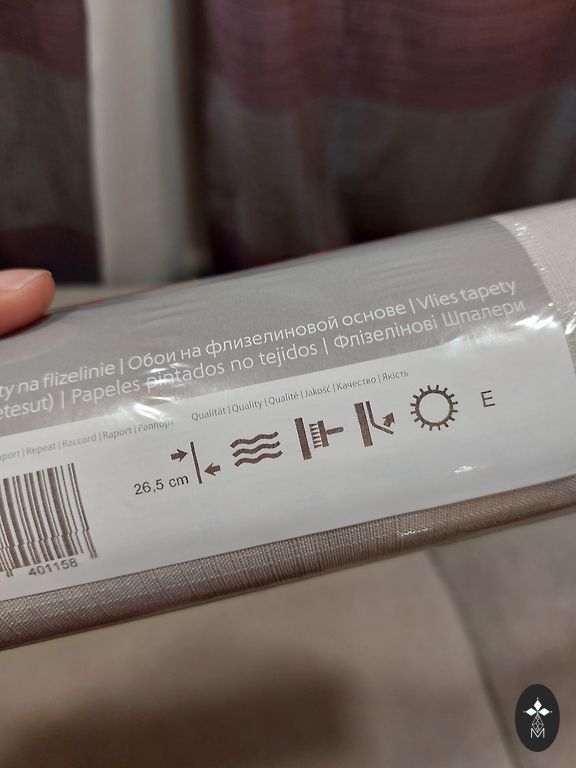 ty na flizelinie | Обои на флизелиновой основе | Vlies tapety
etesut) | Papeles pintados no tejidos | Флізелінові Шпалери
pport | Repeat | Raccord | Raport | Раппорт
Qualität | Quality | Qualité | Jakość | Качество | Якість
26,5 cm
E
401158
M